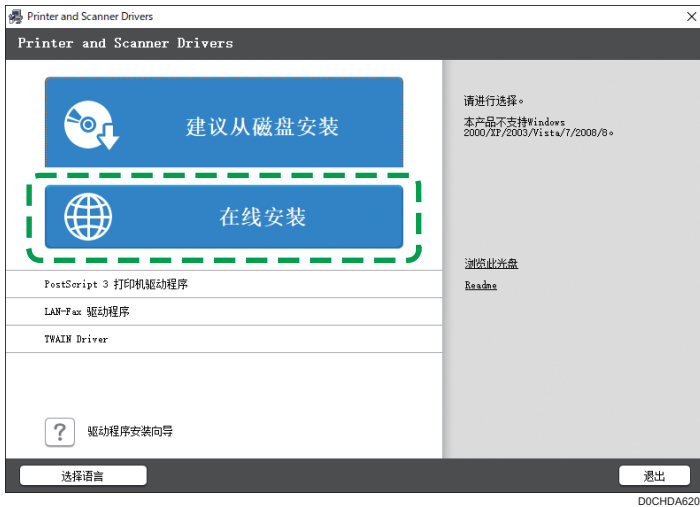 Printer and Scanner Drivers
Printer and Scanner Drivers
建议从磁盘安装
在线安装
PostScript 3 打印机驱动程序
LAN-Fax 驱动程序
TWAIN Driver
? 驱动程序安装向导
请进行选择。
本产品不支持Windows
2000/XP/2003/Vista/7/2008/8。
浏览此光盘
Readme
选择语言
退出
D0CHDA620